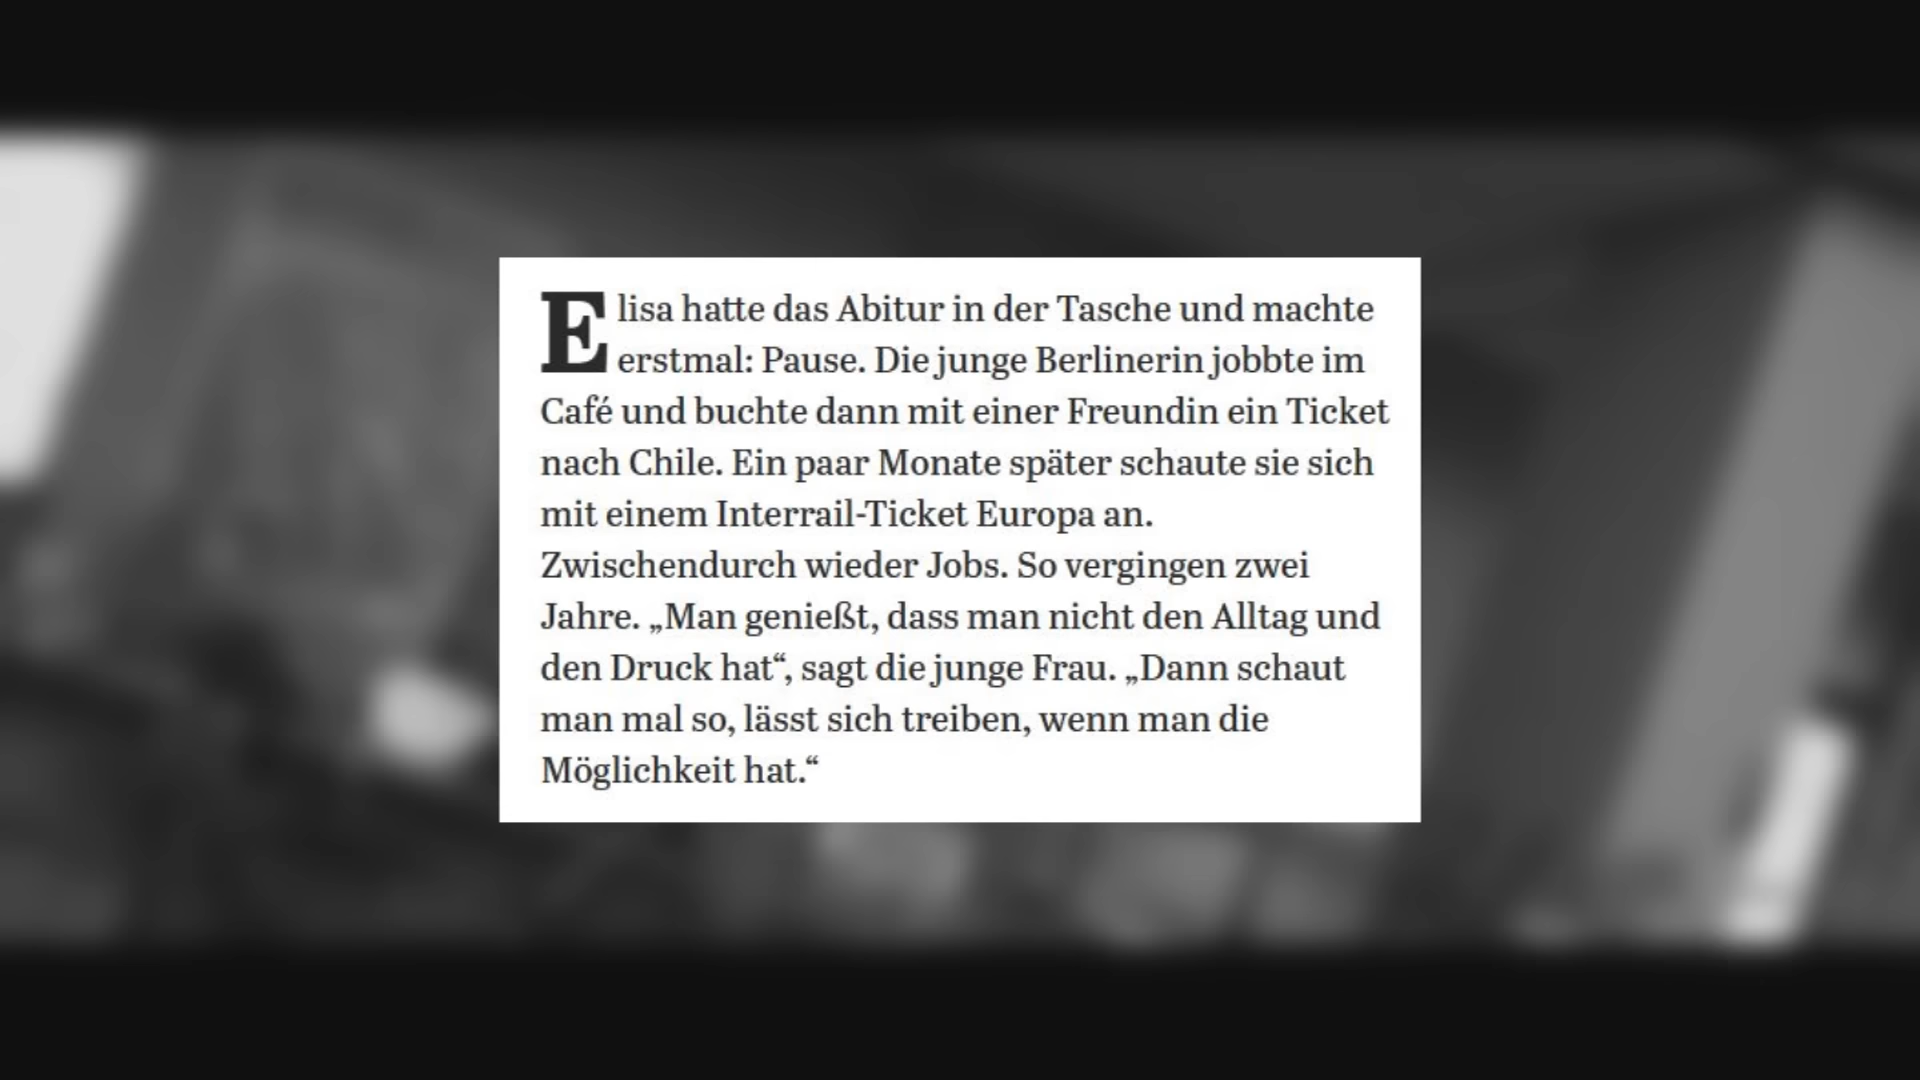 Elisa hatte das Abitur in der Tasche und machte
erstmal: Pause. Die junge Berlinerin jobbte im
Café und buchte dann mit einer Freundin ein Ticket
nach Chile. Ein paar Monate später schaute sie sich
mit einem Interrail-Ticket Europa an.
Zwischendurch wieder Jobs. So vergingen zwei
Jahre. „Man genießt, dass man nicht den Alltag und
den Druck hat“, sagt die junge Frau. „Dann schaut
man mal so, lässt sich treiben, wenn man die
Möglichkeit hat.“